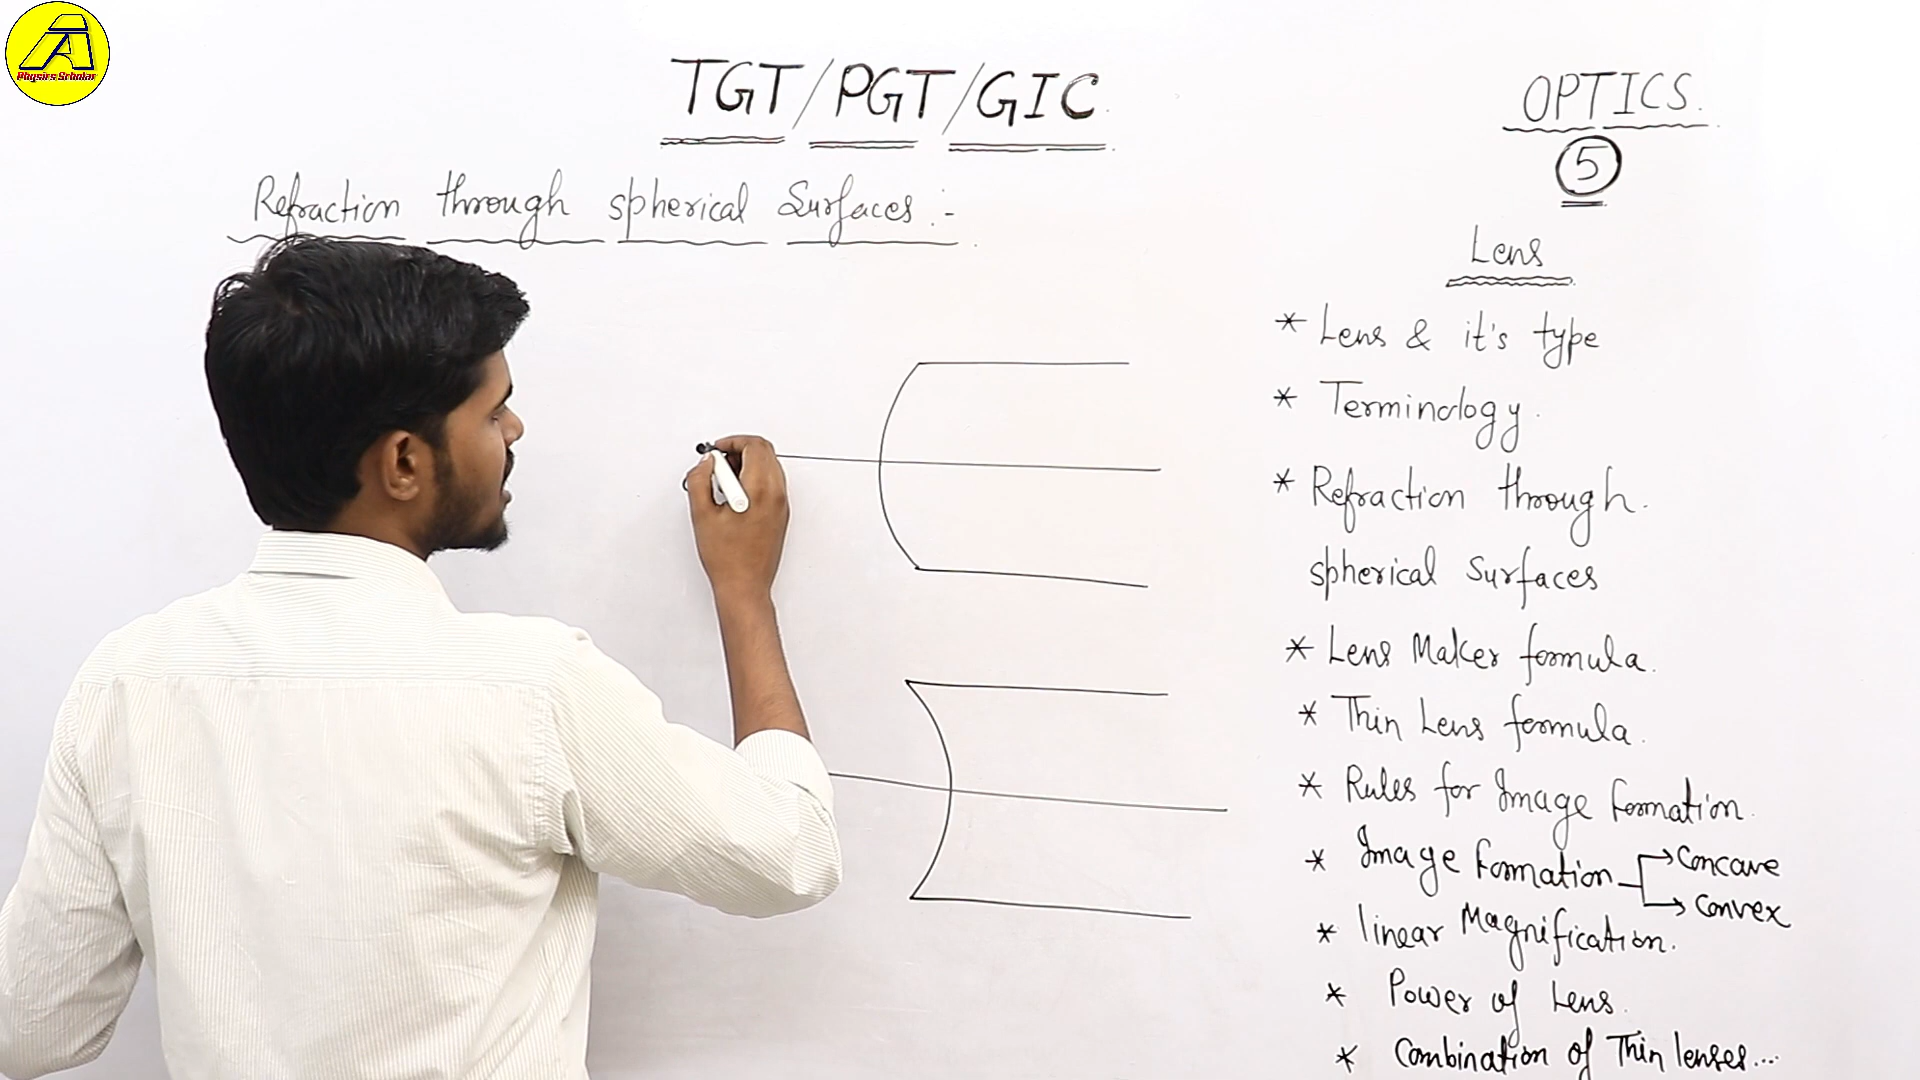 Physics Scholar
TGT/PGT/GIC
Refraction through spherical Surfaces :-
OPTICS.
5
Lens
* Lens & it's type
* Terminology.
* Refraction through
spherical Surfaces
* Lens Maker formula.
* Thin Lens formula.
* Rules for Image formation.
* Image formation → Concave
→ Convex
* linear Magnification.
* Power of Lens.
* Combination of Thin lenses...